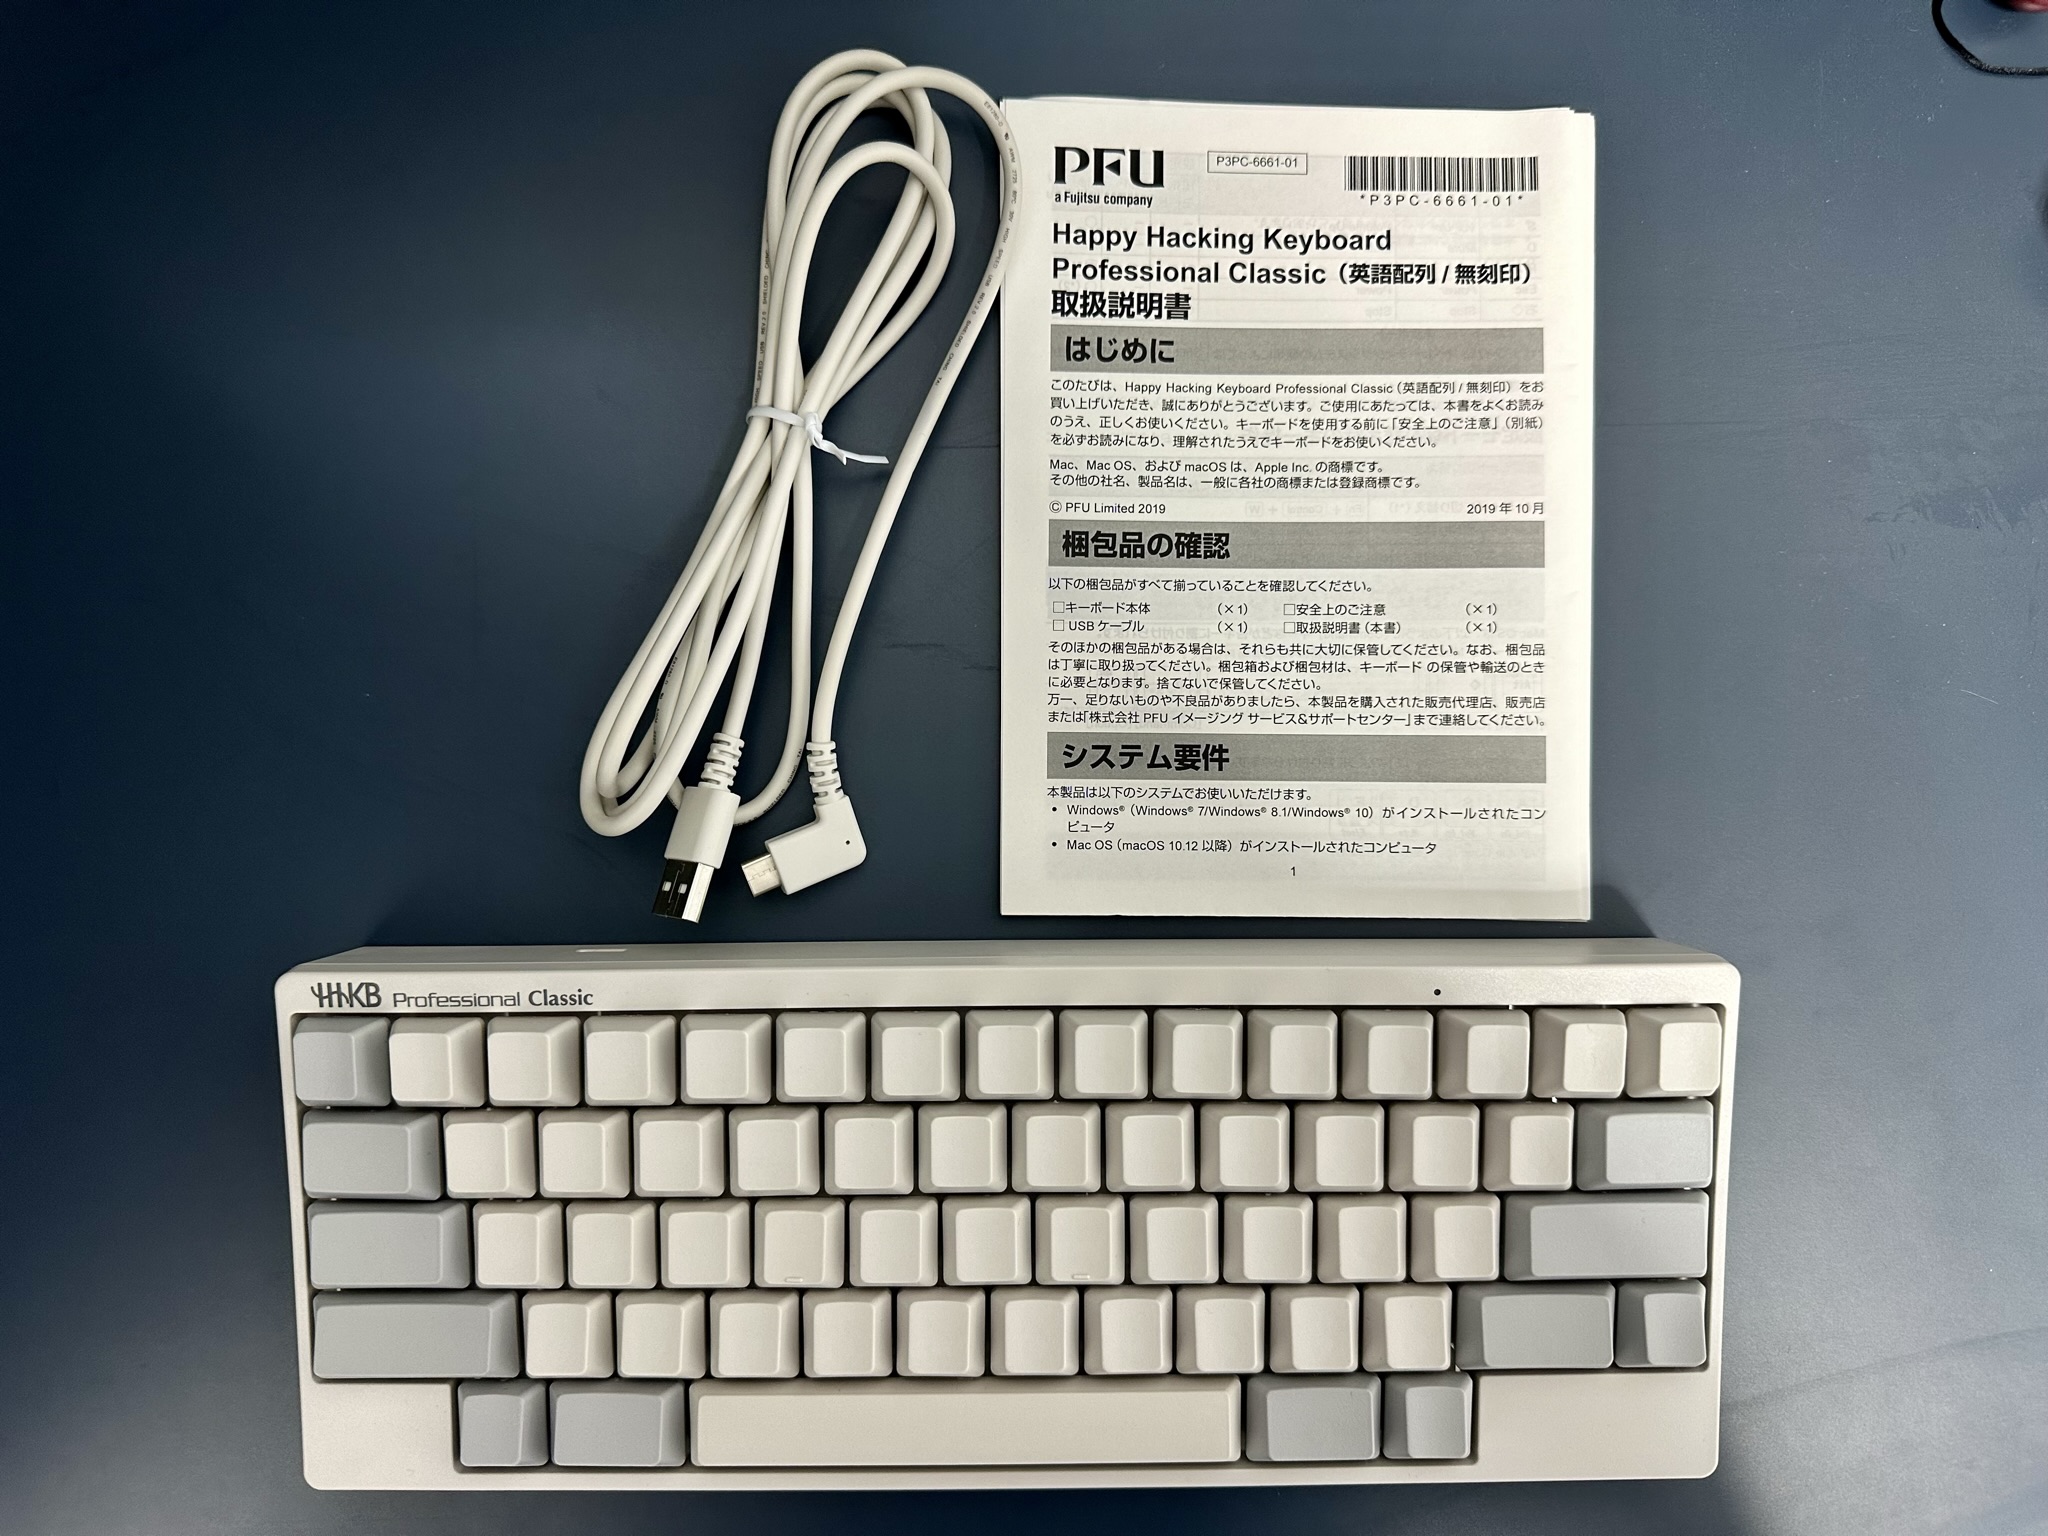 PFU
a Fujitsu company
P3PC-6661-01
*P3PC-6661-01*
Happy Hacking Keyboard
Professional Classic（英語配列 / 無刻印）
取扱説明書
はじめに
このたびは、Happy Hacking Keyboard Professional Classic（英語配列 / 無刻印）をお
買い上げいただき、誠にありがとうございます。ご使用にあたっては、本書をよくお読み
のうえ、正しくお使いください。キーボードを使用する前に「安全上のご注意」（別紙）
を必ずお読みになり、理解されたうえでキーボードをお使いください。
Mac、Mac OS、および macOS は、Apple Inc. の商標です。
その他の社名、製品名は、一般に各社の商標または登録商標です。
© PFU Limited 2019 2019 年 10 月
梱包品の確認
以下の梱包品がすべて揃っていることを確認してください。
□キーボード本体 （×1） □安全上のご注意 （×1）
□ USB ケーブル （×1） □取扱説明書（本書） （×1）
そのほかの梱包品がある場合は、それらも共に大切に保管してください。なお、梱包品
は丁寧に取り扱ってください。梱包箱および梱包材は、キーボード の保管や輸送のとき
に必要となります。捨てないで保管してください。
万一、足りないものや不良品がありましたら、本製品を購入された販売代理店、販売店
または「株式会社 PFU イメージング サービス&サポートセンター」まで連絡してください。
システム要件
本製品は以下のシステムでお使いいただけます。
• Windows®（Windows® 7/Windows® 8.1/Windows® 10）がインストールされたコン
ピュータ
• Mac OS（macOS 10.12 以降）がインストールされたコンピュータ
1
HHKB Professional Classic